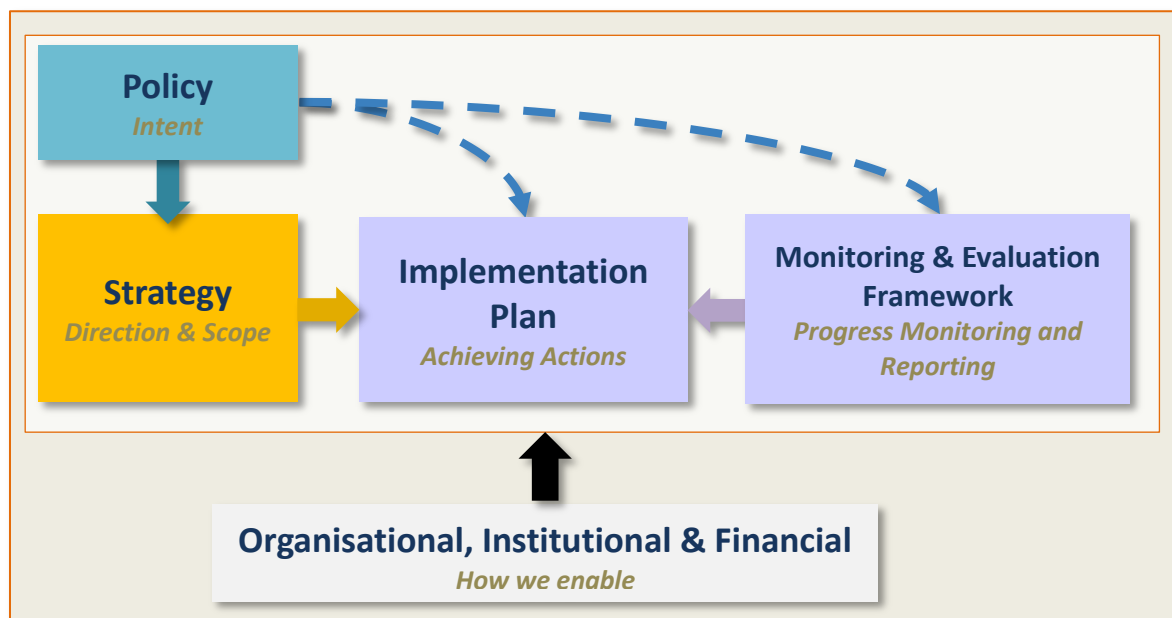 Policy
Intent
Strategy
Direction & Scope
Implementation
Plan
Achieving Actions
Monitoring & Evaluation
Framework
Progress Monitoring and
Reporting
Organisational, Institutional & Financial
How we enable